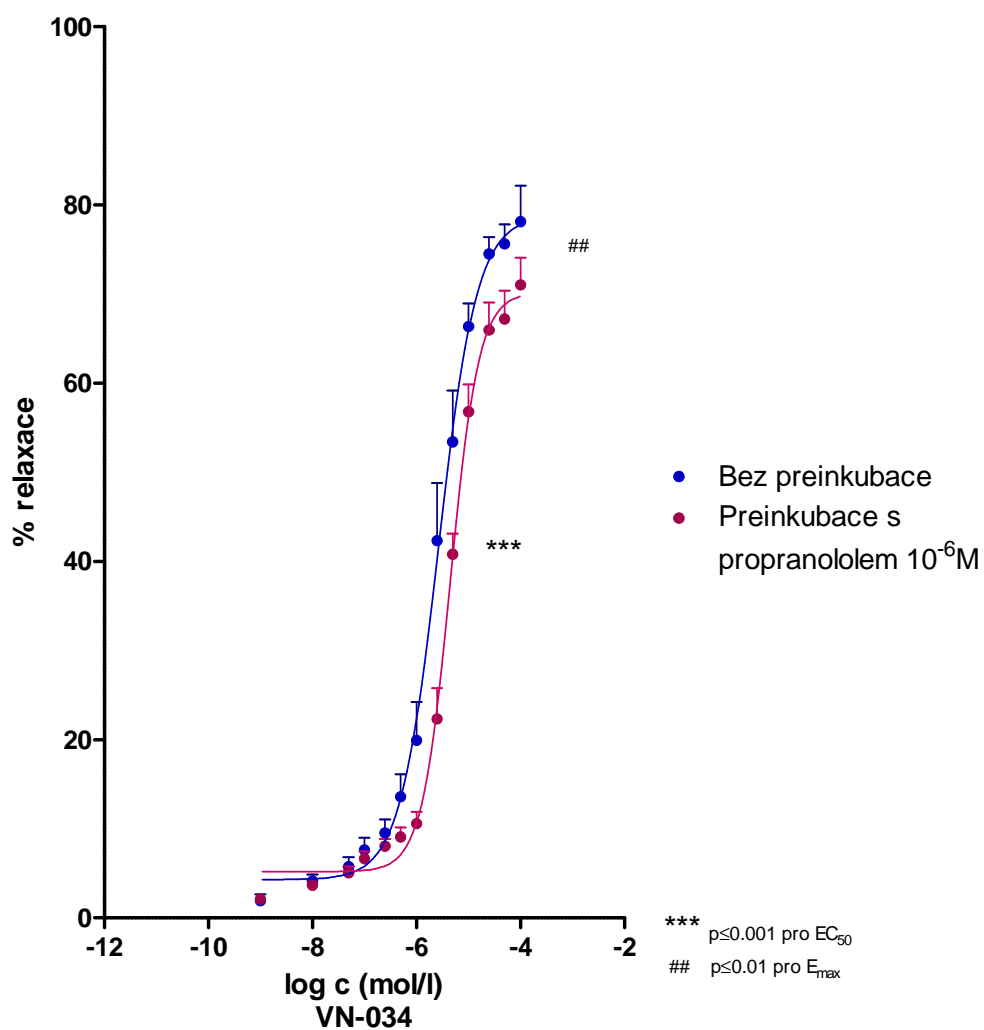 100
80
60
40
20
0
% relaxace
-12 -10 -8 -6 -4 -2
log c (mol/l)
VN-034
##
***
Bez preinkubace
Preinkubace s
propranololem 10⁻⁶M
*** p≤0.001 pro EC₅₀
## p≤0.01 pro Eₘₐₓ